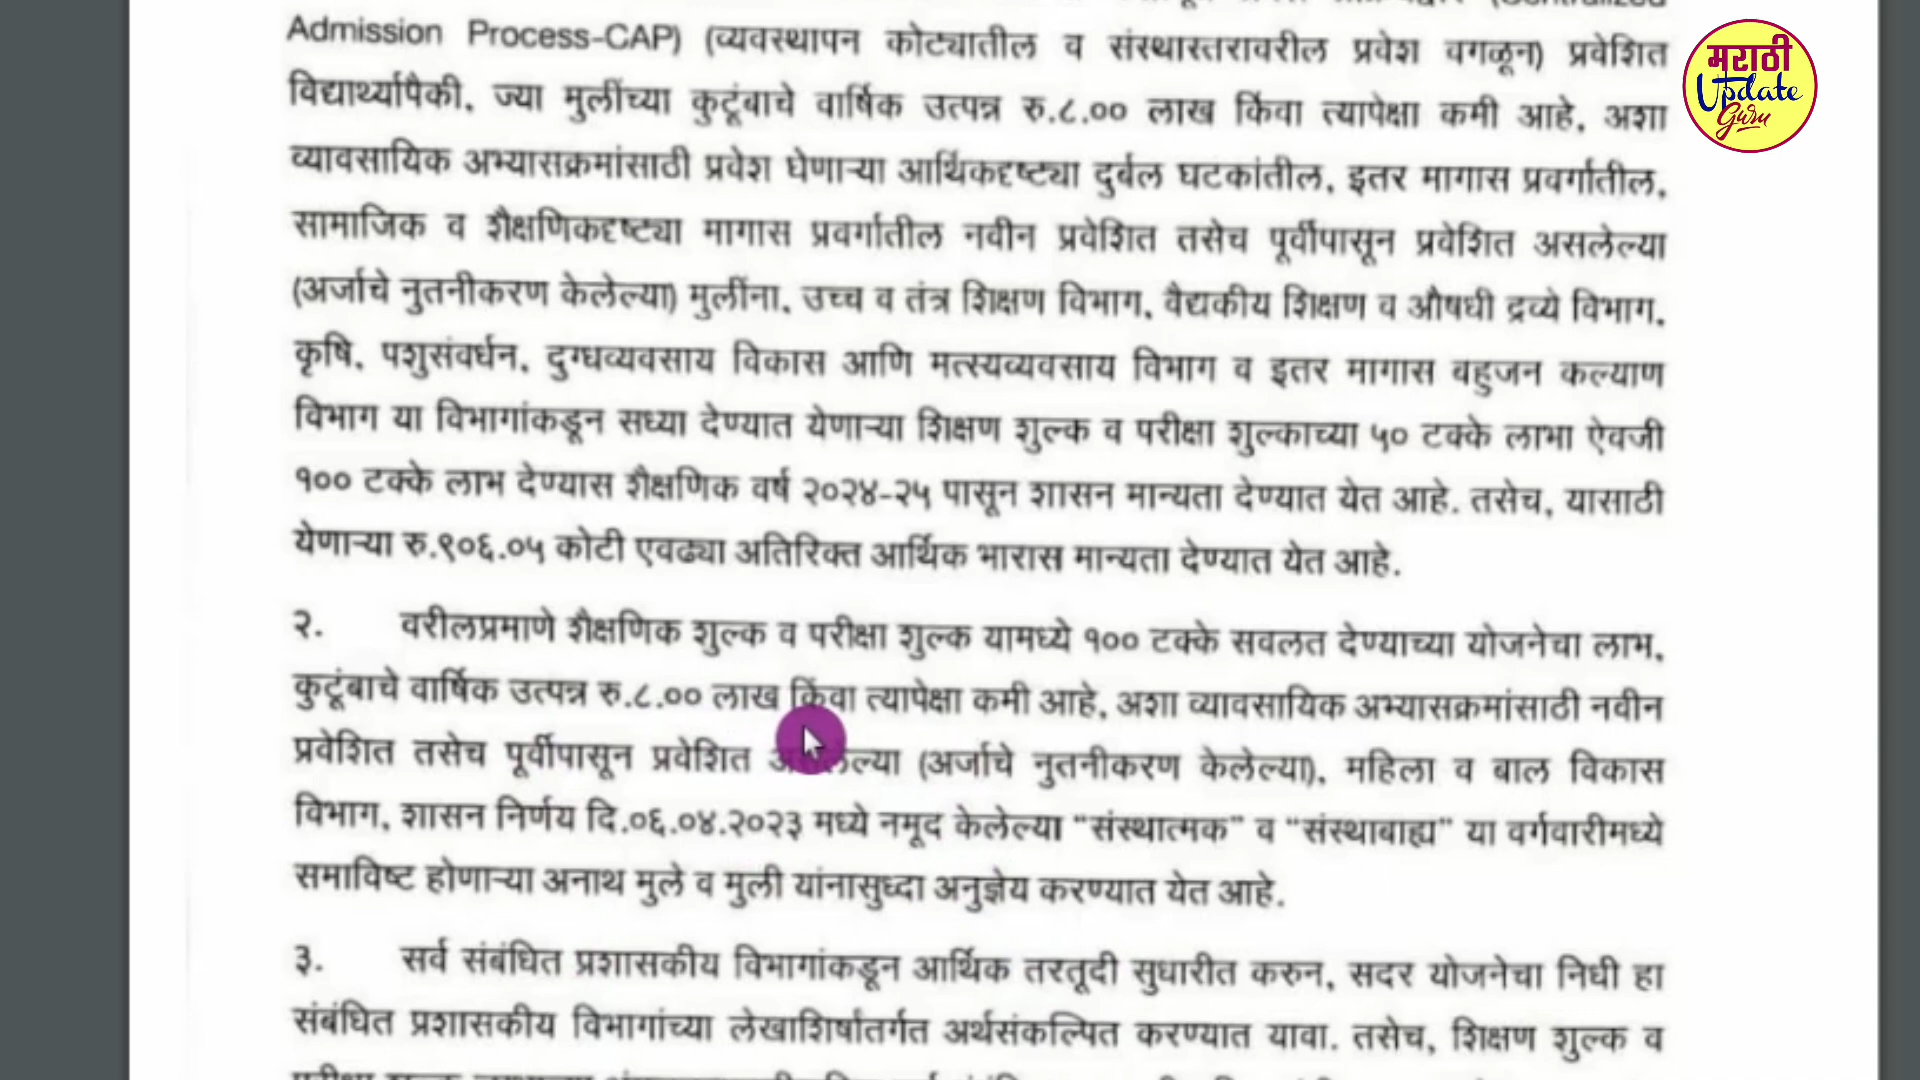 Admission Process-CAP) (व्यवस्थापन कोट्यातील व संस्थास्तरावरील प्रवेश वगळून) प्रवेशित
विद्यार्थ्यांपैकी, ज्या मुलींच्या कुटूंबाचे वार्षिक उत्पन्न रु.८.०० लाख किंवा त्यापेक्षा कमी आहे, अशा
व्यावसायिक अभ्यासक्रमांसाठी प्रवेश घेणाऱ्या आर्थिकदृष्ट्या दुर्बल घटकांतील, इतर मागास प्रवर्गातील,
सामाजिक व शैक्षणिकदृष्ट्या मागास प्रवर्गातील नवीन प्रवेशित तसेच पूर्वीपासून प्रवेशित असलेल्या
(अर्जाचे नुतनीकरण केलेल्या) मुलींना, उच्च व तंत्र शिक्षण विभाग, वैद्यकीय शिक्षण व औषधी द्रव्ये विभाग,
कृषि, पशुसंवर्धन, दुग्धव्यवसाय विकास आणि मत्स्यव्यवसाय विभाग व इतर मागास बहुजन कल्याण
विभाग या विभागांकडून सध्या देण्यात येणाऱ्या शिक्षण शुल्क व परीक्षा शुल्काच्या ५० टक्के लाभा ऐवजी
१०० टक्के लाभ देण्यास शैक्षणिक वर्ष २०२४-२५ पासून शासन मान्यता देण्यात येत आहे. तसेच, यासाठी
येणाऱ्या रु.९०६.०५ कोटी एवढ्या अतिरिक्त आर्थिक भारास मान्यता देण्यात येत आहे.
२. वरीलप्रमाणे शैक्षणिक शुल्क व परीक्षा शुल्क यामध्ये १०० टक्के सवलत देण्याच्या योजनेचा लाभ,
कुटूंबाचे वार्षिक उत्पन्न रु.८.०० लाख किंवा त्यापेक्षा कमी आहे, अशा व्यावसायिक अभ्यासक्रमांसाठी नवीन
प्रवेशित तसेच पूर्वीपासून प्रवेशित असलेल्या (अर्जाचे नुतनीकरण केलेल्या), महिला व बाल विकास
विभाग, शासन निर्णय दि.०६.०४.२०२३ मध्ये नमूद केलेल्या "संस्थात्मक" व "संस्थाबाह्य" या वर्गवारीमध्ये
समाविष्ट होणाऱ्या अनाथ मुले व मुली यांनासुध्दा अनुज्ञेय करण्यात येत आहे.
३. सर्व संबंधित प्रशासकीय विभागांकडून आर्थिक तरतूदी सुधारीत करुन, सदर योजनेचा निधी हा
संबंधित प्रशासकीय विभागांच्या लेखाशिर्षांतर्गत अर्थसंकल्पित करण्यात यावा. तसेच, शिक्षण शुल्क व
मराठी
Update
Guru